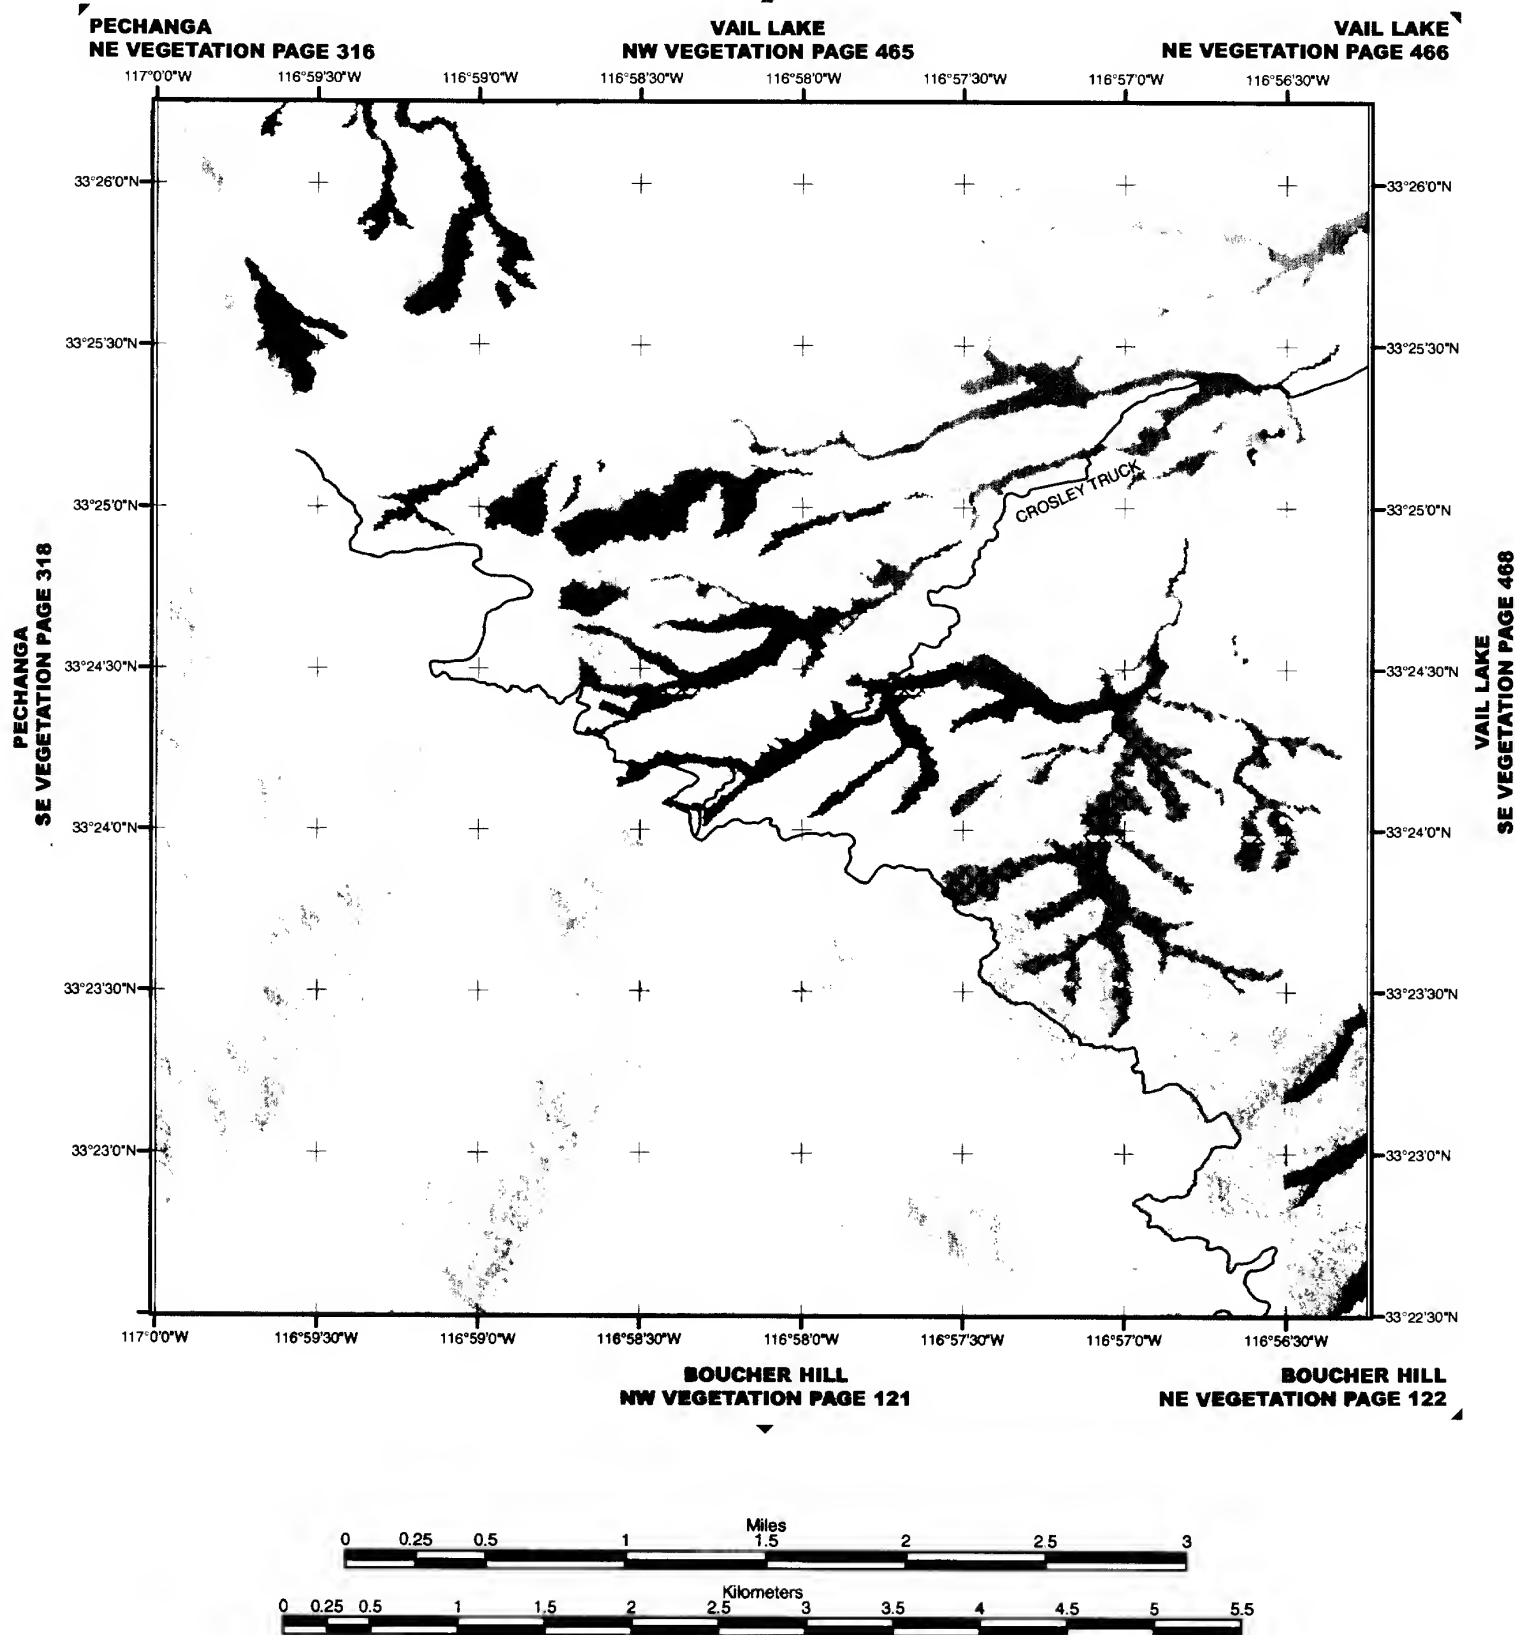 PECHANGA
NE VEGETATION PAGE 316
VAIL LAKE
NW VEGETATION PAGE 465
VAIL LAKE
NE VEGETATION PAGE 466
117°0'0"W 116°59'30"W 116°59'0"W 116°58'30"W 116°58'0"W 116°57'30"W 116°57'0"W 116°56'30"W
33°26'0"N 33°26'0"N
33°25'30"N 33°25'30"N
CROSLEY TRUCK
33°25'0"N 33°25'0"N
PECHANGA
SE VEGETATION PAGE 318
VAIL LAKE
SE VEGETATION PAGE 468
33°24'30"N 33°24'30"N
33°24'0"N 33°24'0"N
33°23'30"N 33°23'30"N
33°23'0"N 33°23'0"N
33°22'30"N
117°0'0"W 116°59'30"W 116°59'0"W 116°58'30"W 116°58'0"W 116°57'30"W 116°57'0"W 116°56'30"W
BOUCHER HILL
NW VEGETATION PAGE 121
BOUCHER HILL
NE VEGETATION PAGE 122
Miles
0 0.25 0.5 1 1.5 2 2.5 3
Kilometers
0 0.25 0.5 1 1.5 2 2.5 3 3.5 4 4.5 5 5.5